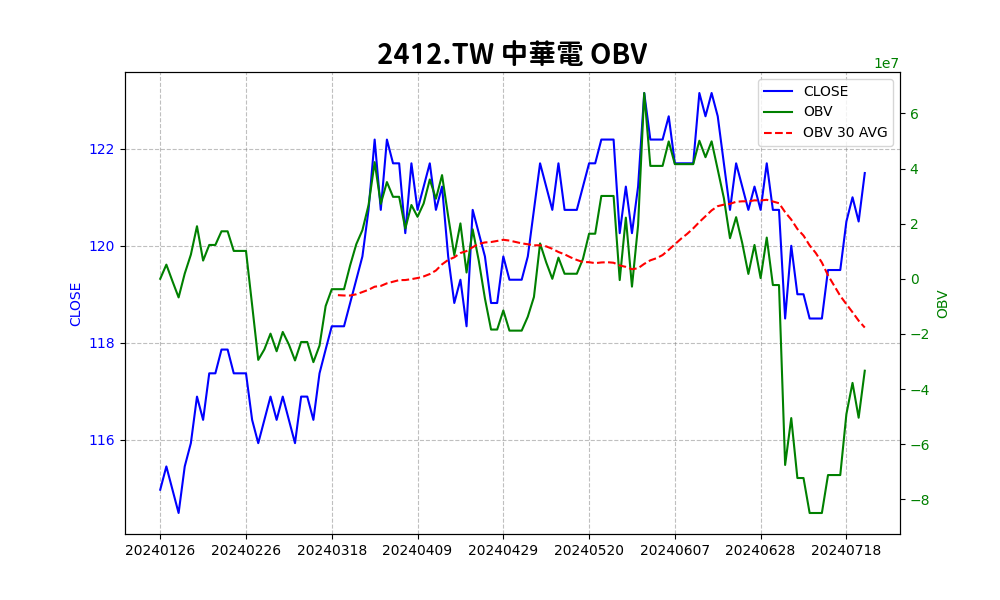 2412.TW 中華電 OBV
1e7
CLOSE
OBV
OBV 30 AVG
122
120
118
116
CLOSE
6
4
2
0
−2
−4
−6
−8
OBV
20240126 20240226 20240318 20240409 20240429 20240520 20240607 20240628 20240718